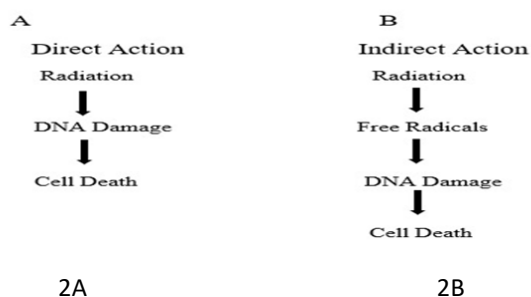 A
Direct Action
Radiation
DNA Damage
Cell Death
2A
B
Indirect Action
Radiation
Free Radicals
DNA Damage
Cell Death
2B